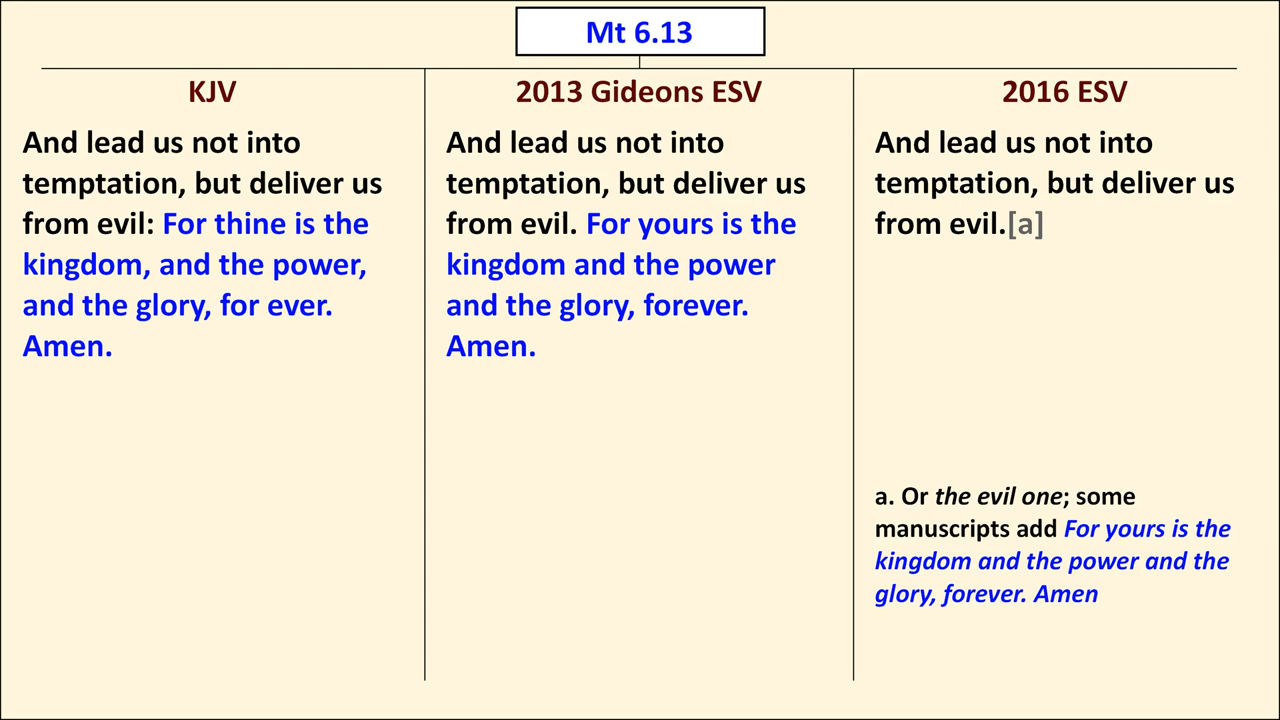 Mt 6.13
KJV
And lead us not into
temptation, but deliver us
from evil: For thine is the
kingdom, and the power,
and the glory, for ever.
Amen.
2013 Gideons ESV
And lead us not into
temptation, but deliver us
from evil. For yours is the
kingdom and the power
and the glory, forever.
Amen.
2016 ESV
And lead us not into
temptation, but deliver us
from evil.[a]
a. Or the evil one; some
manuscripts add For yours is the
kingdom and the power and the
glory, forever. Amen